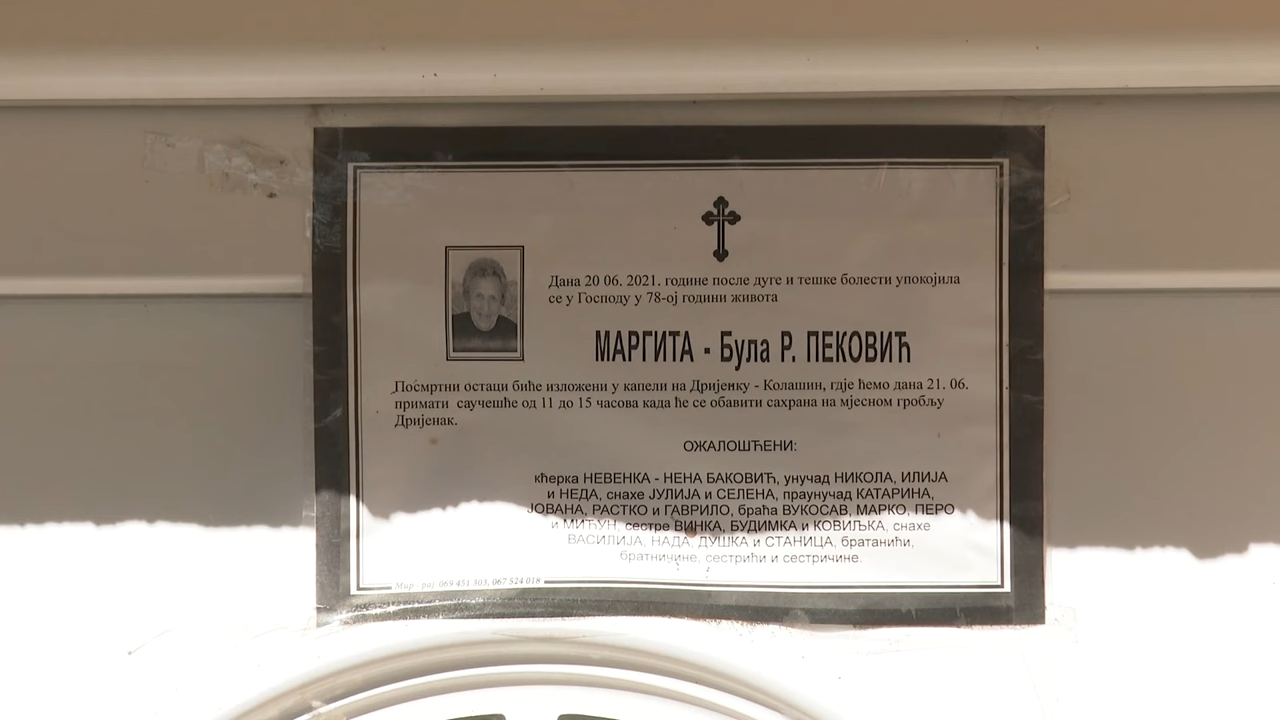 Дана 20 06. 2021. године после дуге и тешке болести упокојила
се у Господу у 78-ој години живота
МАРГИТА - Була Р. ПЕКОВИЋ
Посмртни остаци биће изложени у капели на Дријенку - Колашин, гдје ћемо дана 21. 06.
примати саучешће од 11 до 15 часова када ће се обавити сахрана на мјесном гробљу
Дријенак.
ОЖАЛОШЋЕНИ:
кћерка НЕВЕНКА - НЕНА БАКОВИЋ, унучад НИКОЛА, ИЛИЈА
и НЕДА, снахе ЈУЛИЈА и СЕЛЕНА, праунучад КАТАРИНА,
ЈОВАНА, РАСТКО и ГАВРИЛО, браћа ВУКОСАВ, МАРКО, ПЕРО
и МИЋУН, сестре ВИНКА, БУДИМКА и КОВИЉКА, снахе
ВАСИЛИЈА, НАДА, ДУШКА и СТАНИЦА, братанићи,
братничине, сестрићи и сестричине.
Мир - рај 069 451 303, 067 524 018